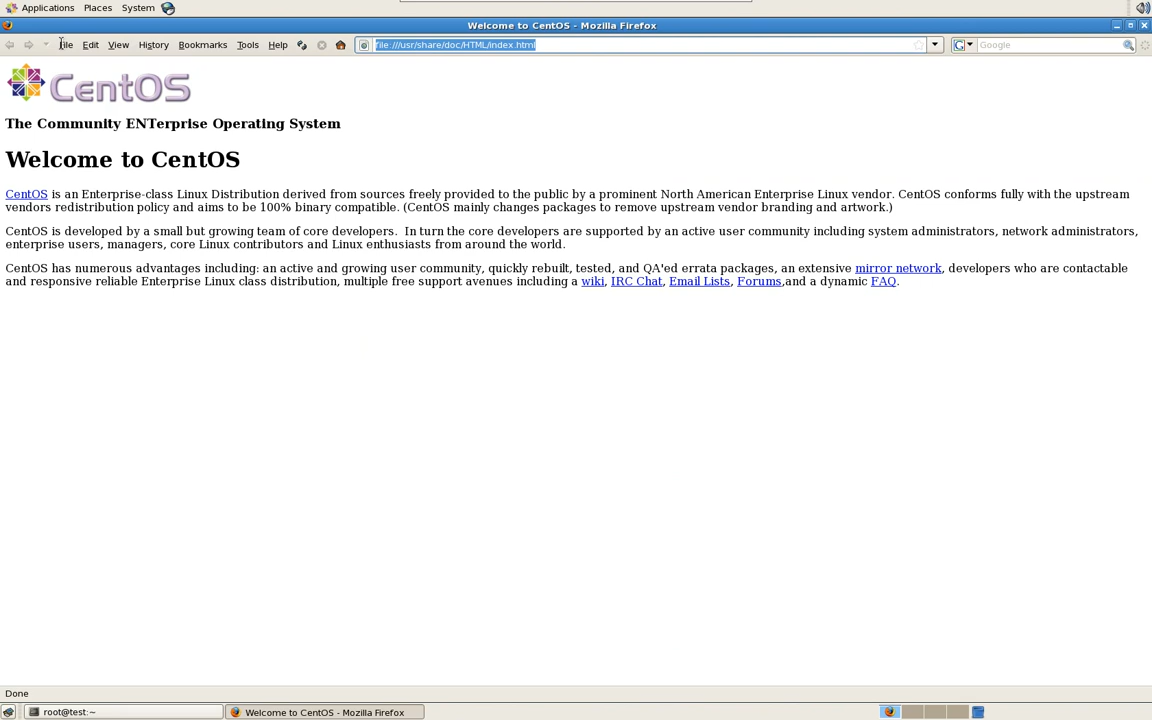 Applications Places System
Welcome to CentOS - Mozilla Firefox
File Edit View History Bookmarks Tools Help file:///usr/share/doc/HTML/index.html Google
CentOS
The Community ENTerprise Operating System
Welcome to CentOS
CentOS is an Enterprise-class Linux Distribution derived from sources freely provided to the public by a prominent North American Enterprise Linux vendor. CentOS conforms fully with the upstream
vendors redistribution policy and aims to be 100% binary compatible. (CentOS mainly changes packages to remove upstream vendor branding and artwork.)
CentOS is developed by a small but growing team of core developers. In turn the core developers are supported by an active user community including system administrators, network administrators,
enterprise users, managers, core Linux contributors and Linux enthusiasts from around the world.
CentOS has numerous advantages including: an active and growing user community, quickly rebuilt, tested, and QA'ed errata packages, an extensive mirror network, developers who are contactable
and responsive reliable Enterprise Linux class distribution, multiple free support avenues including a wiki, IRC Chat, Email Lists, Forums,and a dynamic FAQ.
Done
root@test:~ Welcome to CentOS - Mozilla Firefox